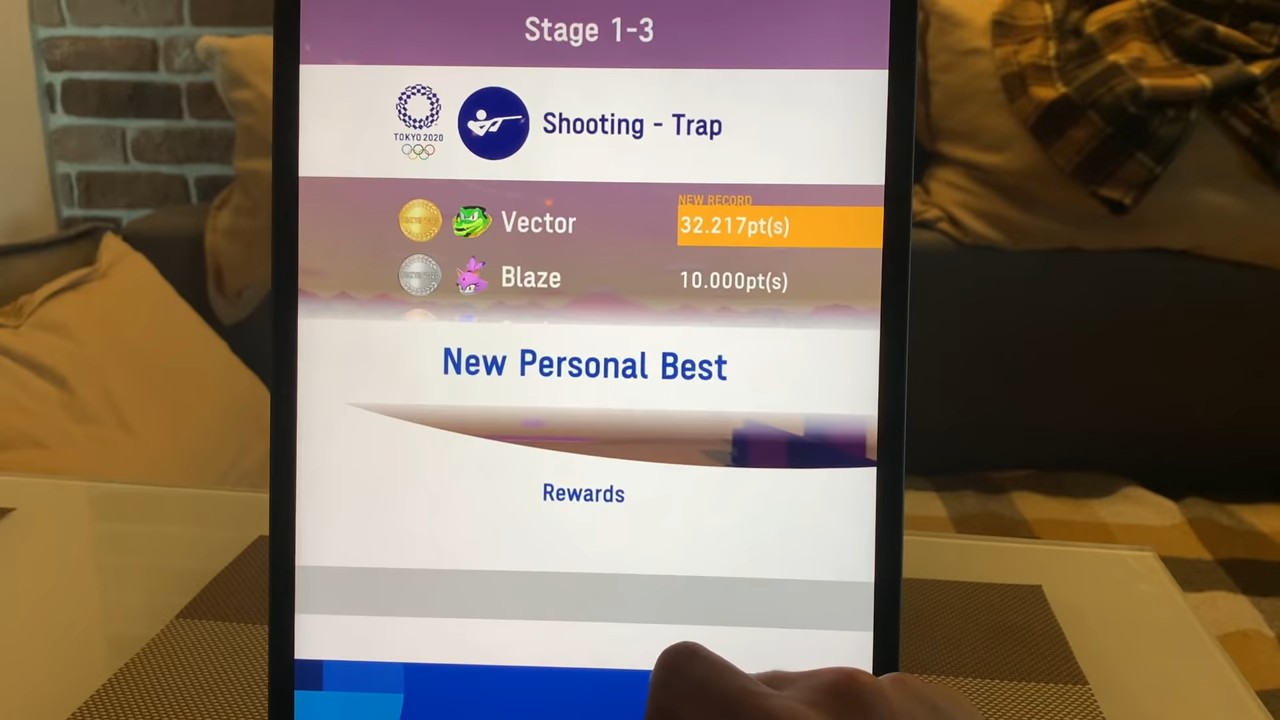 Stage 1-3
TOKYO 2020
Shooting - Trap
NEW RECORD
Vector
32.217pt(s)
Blaze
10.000pt(s)
New Personal Best
Rewards